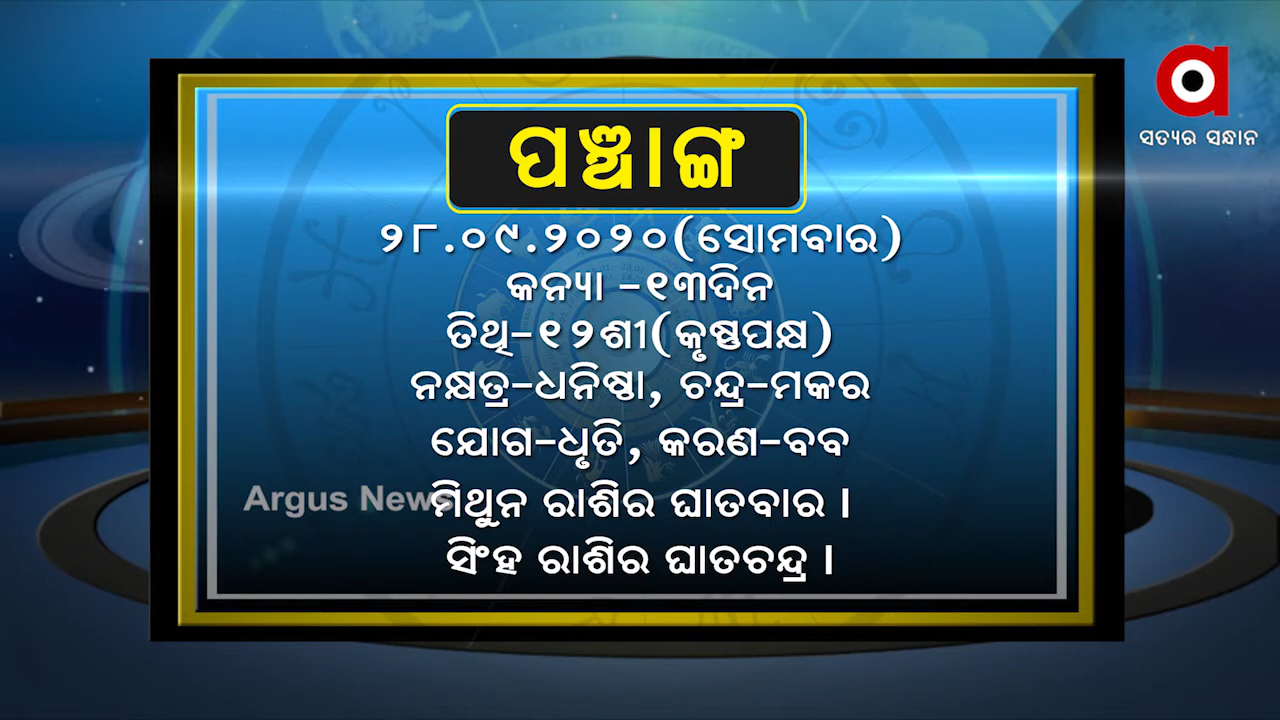 ପଞ୍ଚାଙ୍ଗ
ସତ୍ୟର ସନ୍ଧାନ
୨୮.୦୯.୨୦୨୦(ସୋମବାର)
କନ୍ୟା -୧୩ଦିନ
ତିଥି-୧୨ଶୀ(କୃଷ୍ଣପକ୍ଷ)
ନକ୍ଷତ୍ର-ଧନିଷ୍ଠା, ଚନ୍ଦ୍ର-ମକର
ଯୋଗ-ଧୃତି, କରଣ-ବବ
Argus News
ମିଥୁନ ରାଶିର ଘାତବାର ।
ସିଂହ ରାଶିର ଘାତଚନ୍ଦ୍ର ।